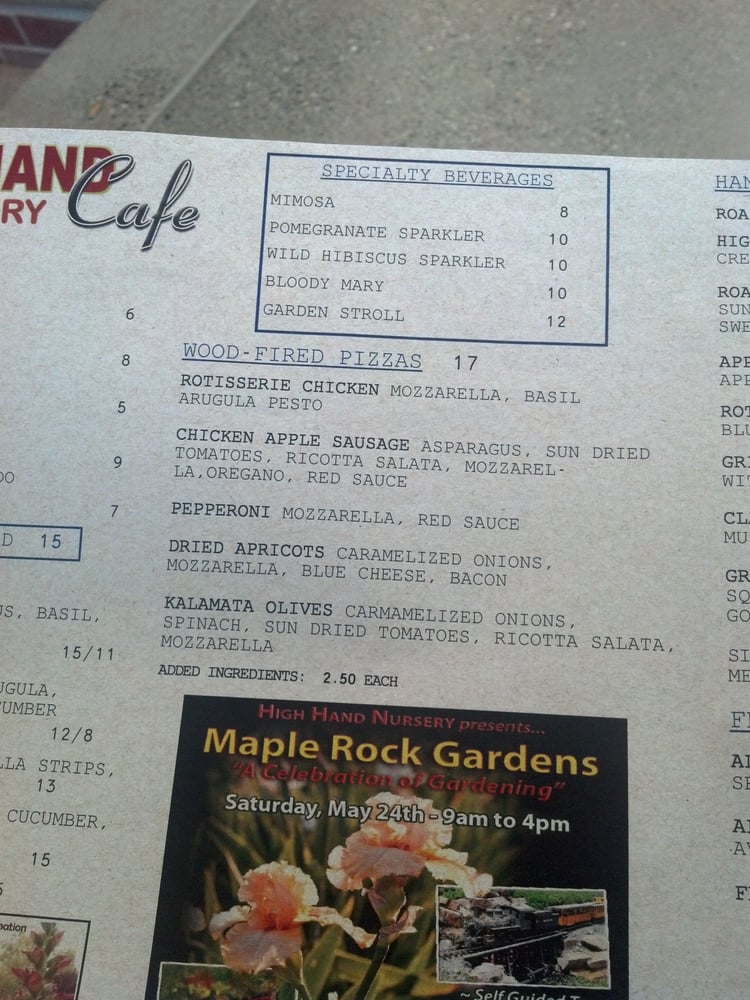 HAND
RY Cafe
6
8
5
9
DO
7
D 15
US, BASIL,
15/11
UGULA,
CUMBER
12/8
LLA STRIPS,
13
CUCUMBER,
15
SPECIALTY BEVERAGES
MIMOSA 8
POMEGRANATE SPARKLER 10
WILD HIBISCUS SPARKLER 10
BLOODY MARY 10
GARDEN STROLL 12
WOOD-FIRED PIZZAS 17
ROTISSERIE CHICKEN MOZZARELLA, BASIL
ARUGULA PESTO
CHICKEN APPLE SAUSAGE ASPARAGUS, SUN DRIED
TOMATOES, RICOTTA SALATA, MOZZAREL-
LA,OREGANO, RED SAUCE
PEPPERONI MOZZARELLA, RED SAUCE
DRIED APRICOTS CARAMELIZED ONIONS,
MOZZARELLA, BLUE CHEESE, BACON
KALAMATA OLIVES CARMAMELIZED ONIONS,
SPINACH, SUN DRIED TOMATOES, RICOTTA SALATA,
MOZZARELLA
ADDED INGREDIENTS: 2.50 EACH
HIGH HAND NURSERY presents...
Maple Rock Gardens
"A Celebration of Gardening"
Saturday, May 24th - 9am to 4pm
~ Self Guided T
HAN
ROA
HIG
CRE
ROA
SUN
SWE
APP
ROT
BLU
GRI
WIT
CLA
MU
GR
SQ
GO
SI
ME